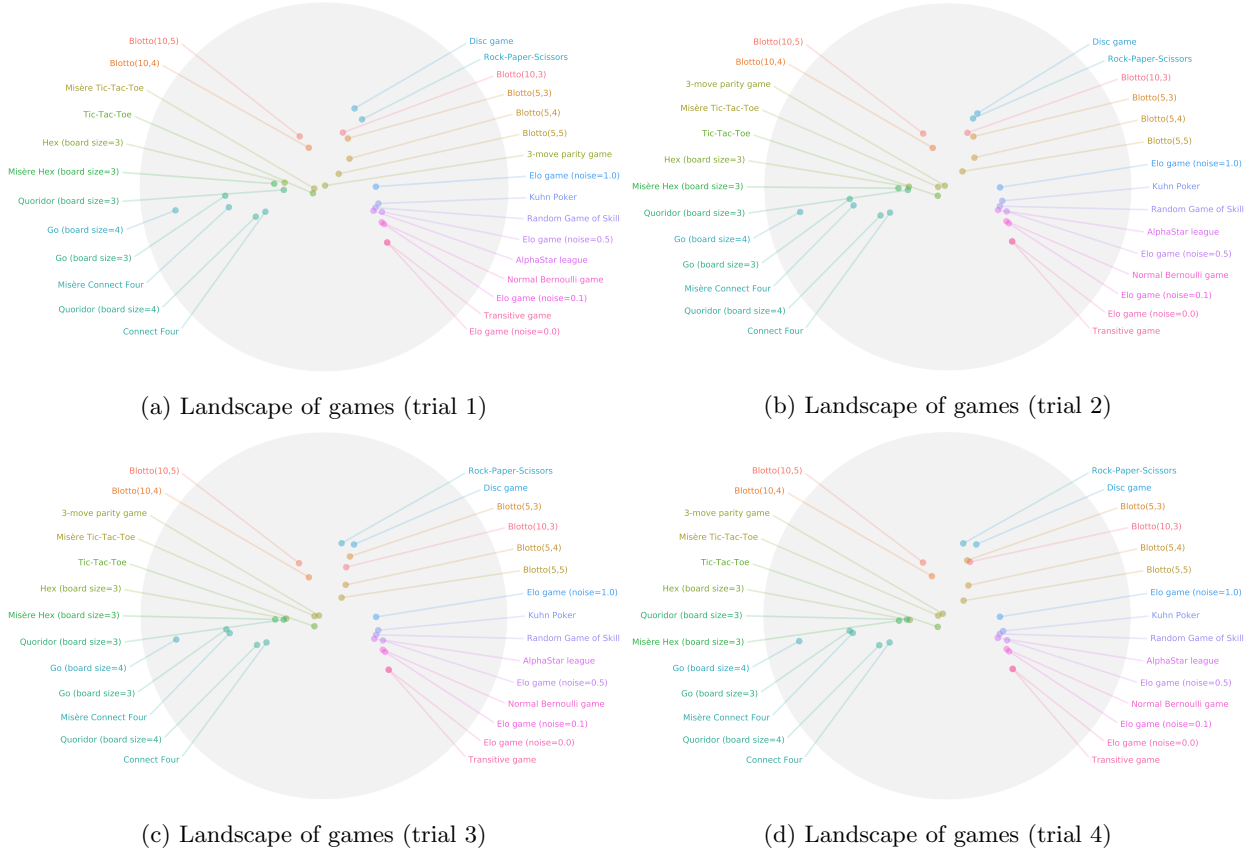 Blotto(10,5)
Blotto(10,4)
Misère Tic-Tac-Toe
Tic-Tac-Toe
Hex (board size=3)
Misère Hex (board size=3)
Quoridor (board size=3)
Go (board size=4)
Go (board size=3)
Misère Connect Four
Quoridor (board size=4)
Connect Four
Disc game
Rock-Paper-Scissors
Blotto(10,3)
Blotto(5,3)
Blotto(5,4)
Blotto(5,5)
3-move parity game
Elo game (noise=1.0)
Kuhn Poker
Random Game of Skill
Elo game (noise=0.5)
AlphaStar league
Normal Bernoulli game
Elo game (noise=0.1)
Transitive game
Elo game (noise=0.0)
(a) Landscape of games (trial 1)
Blotto(10,5)
Blotto(10,4)
3-move parity game
Misère Tic-Tac-Toe
Tic-Tac-Toe
Hex (board size=3)
Misère Hex (board size=3)
Quoridor (board size=3)
Go (board size=4)
Go (board size=3)
Misère Connect Four
Quoridor (board size=4)
Connect Four
Disc game
Rock-Paper-Scissors
Blotto(10,3)
Blotto(5,3)
Blotto(5,4)
Blotto(5,5)
Elo game (noise=1.0)
Kuhn Poker
Random Game of Skill
AlphaStar league
Elo game (noise=0.5)
Normal Bernoulli game
Elo game (noise=0.1)
Elo game (noise=0.0)
Transitive game
(b) Landscape of games (trial 2)
Blotto(10,5)
Blotto(10,4)
3-move parity game
Misère Tic-Tac-Toe
Tic-Tac-Toe
Hex (board size=3)
Misère Hex (board size=3)
Quoridor (board size=3)
Go (board size=4)
Go (board size=3)
Misère Connect Four
Quoridor (board size=4)
Connect Four
Rock-Paper-Scissors
Disc game
Blotto(5,3)
Blotto(10,3)
Blotto(5,4)
Blotto(5,5)
Elo game (noise=1.0)
Kuhn Poker
Random Game of Skill
AlphaStar league
Elo game (noise=0.5)
Normal Bernoulli game
Elo game (noise=0.1)
Elo game (noise=0.0)
Transitive game
(c) Landscape of games (trial 3)
Blotto(10,5)
Blotto(10,4)
3-move parity game
Misère Tic-Tac-Toe
Tic-Tac-Toe
Hex (board size=3)
Quoridor (board size=3)
Misère Hex (board size=3)
Go (board size=4)
Go (board size=3)
Misère Connect Four
Quoridor (board size=4)
Connect Four
Rock-Paper-Scissors
Disc game
Blotto(5,3)
Blotto(10,3)
Blotto(5,4)
Blotto(5,5)
Elo game (noise=1.0)
Kuhn Poker
Random Game of Skill
AlphaStar league
Elo game (noise=0.5)
Normal Bernoulli game
Elo game (noise=0.1)
Elo game (noise=0.0)
Transitive game
(d) Landscape of games (trial 4)